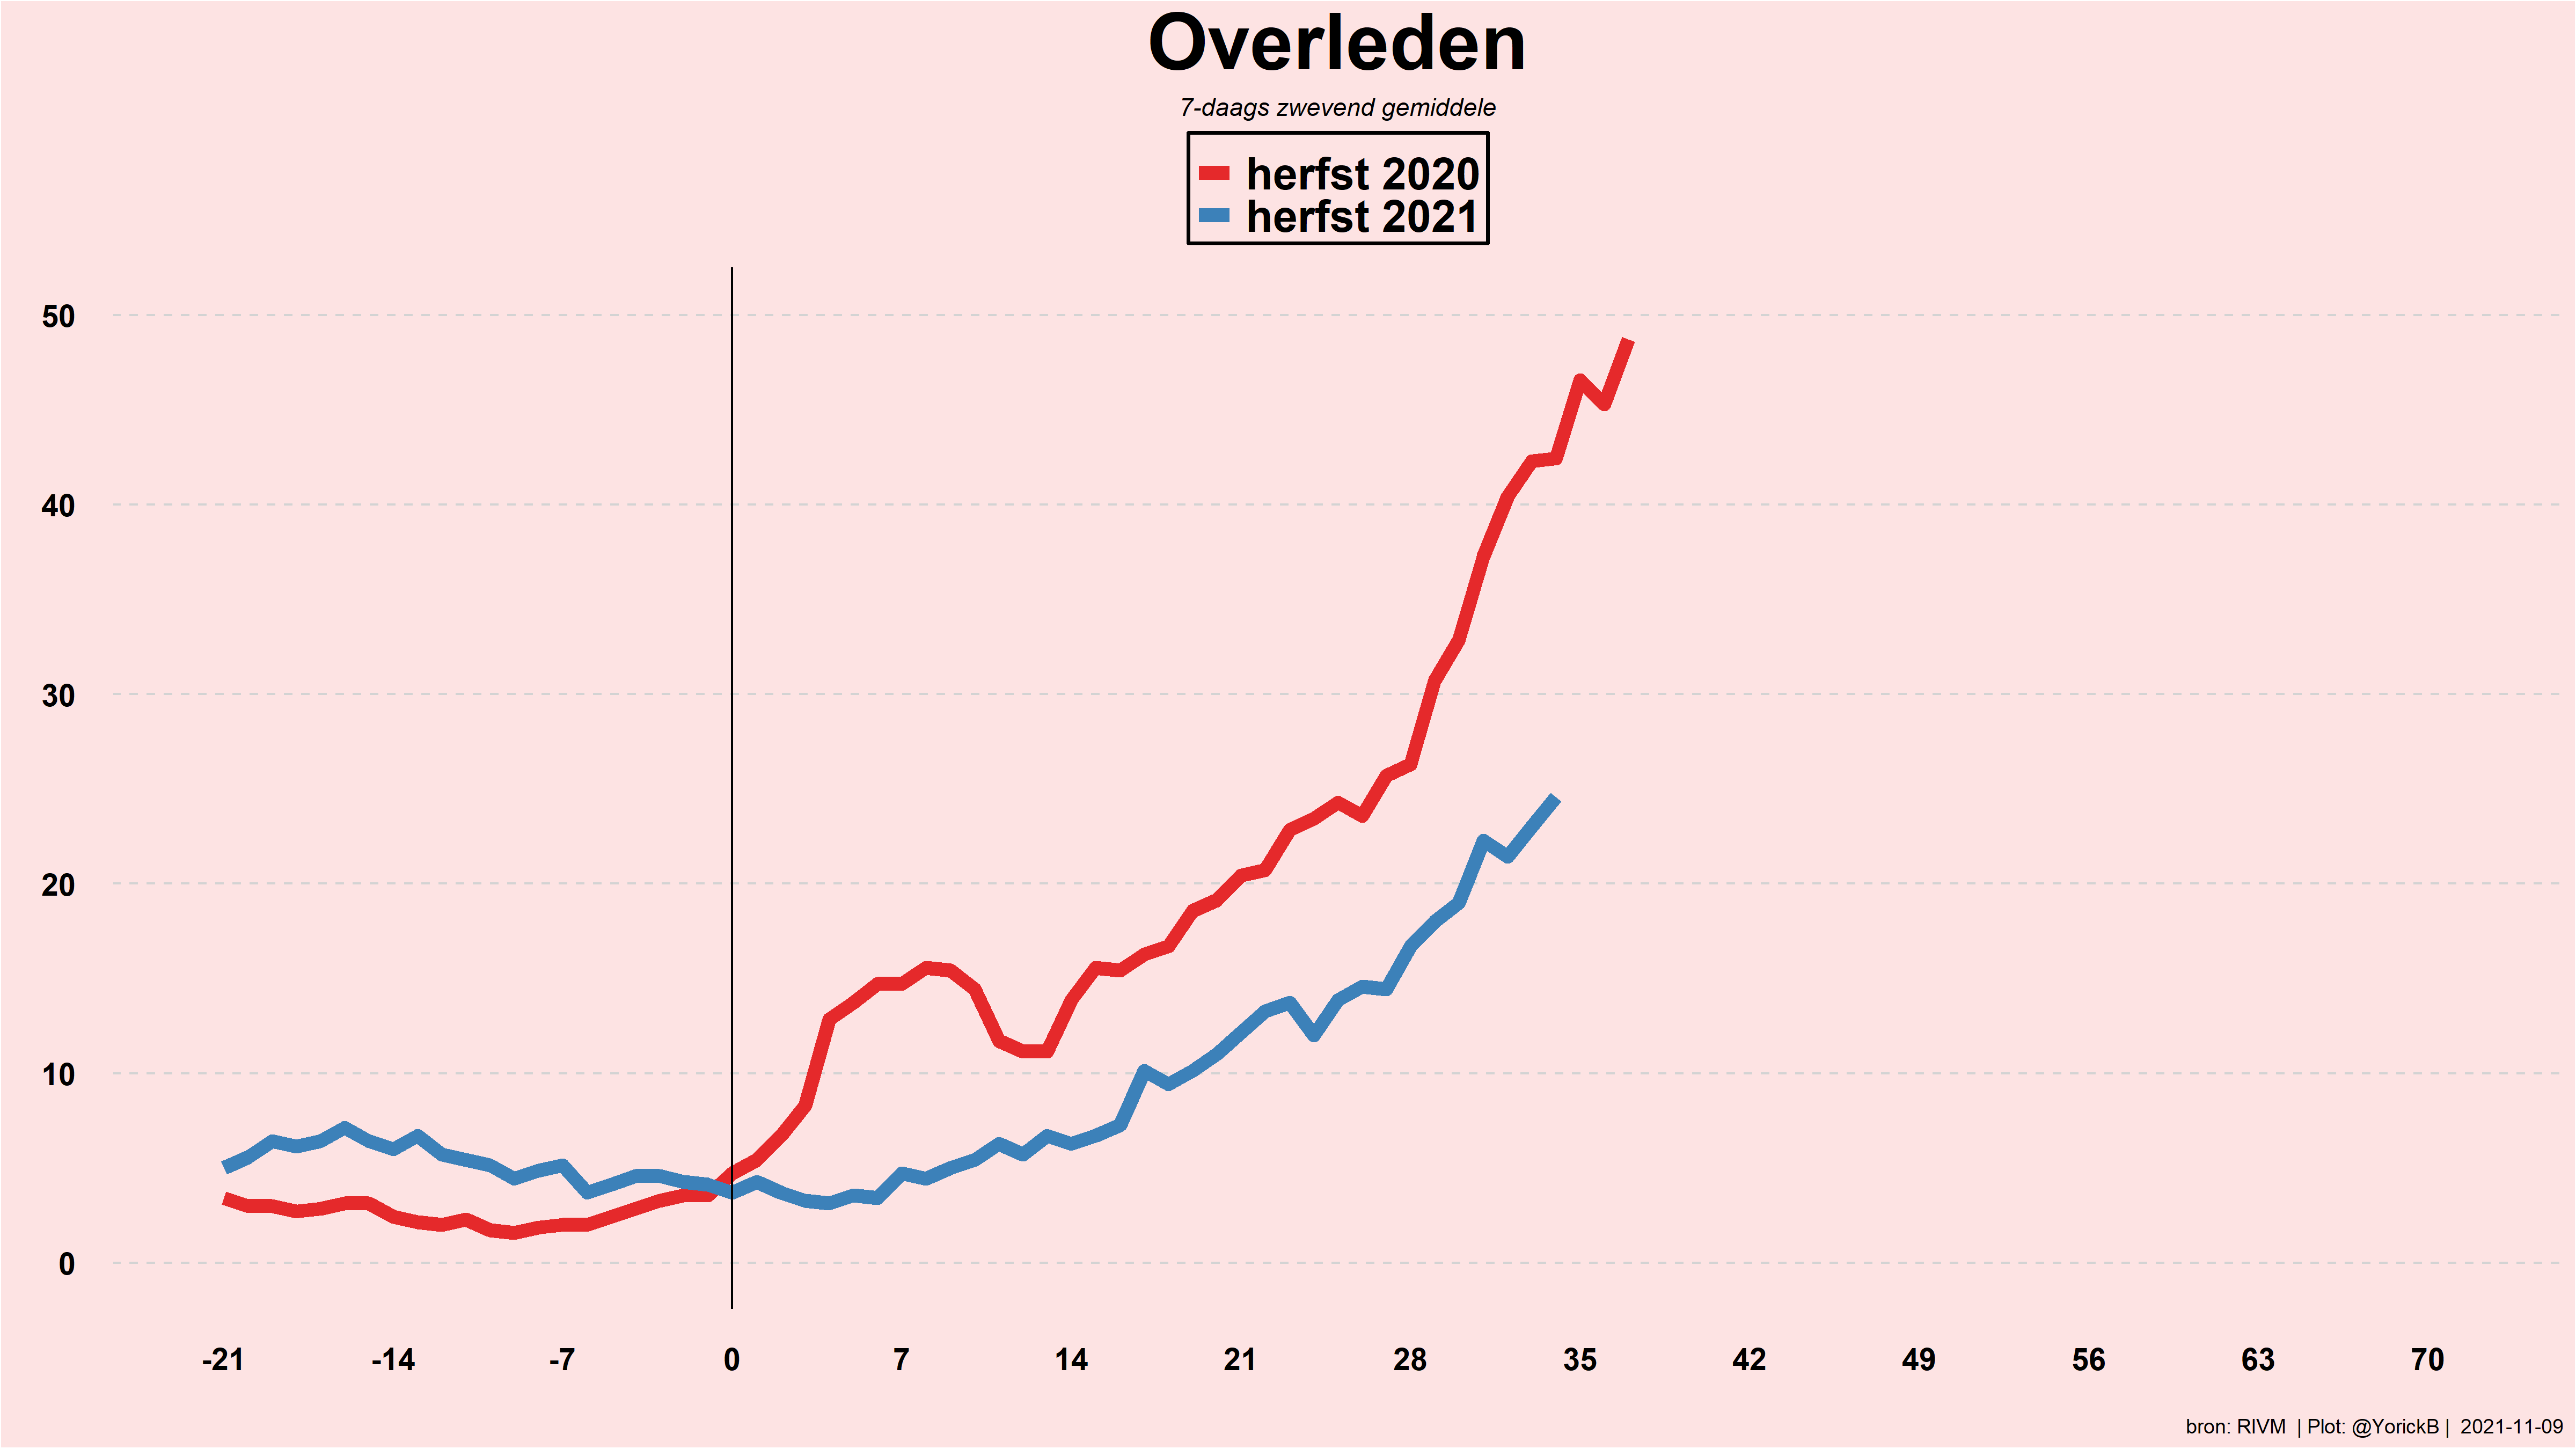 Overleden
7-daags zwevend gemiddele
herfst 2020
herfst 2021
50
40
30
20
10
0
-21 -14 -7 0 7 14 21 28 35 42 49 56 63 70
bron: RIVM | Plot: @YorickB | 2021-11-09